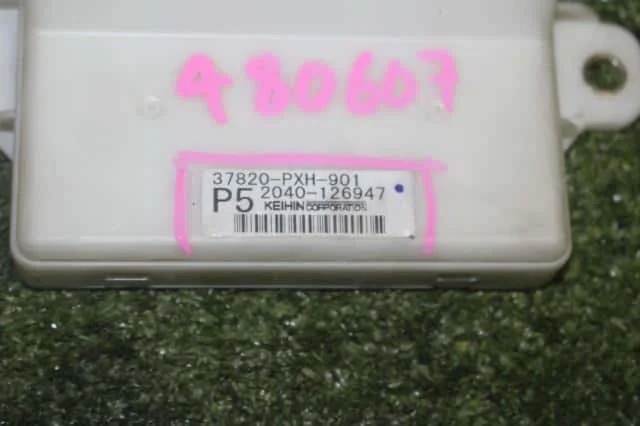 480607
37820-PXH-901
P5 2040-126947
KEIHIN CORPORATION